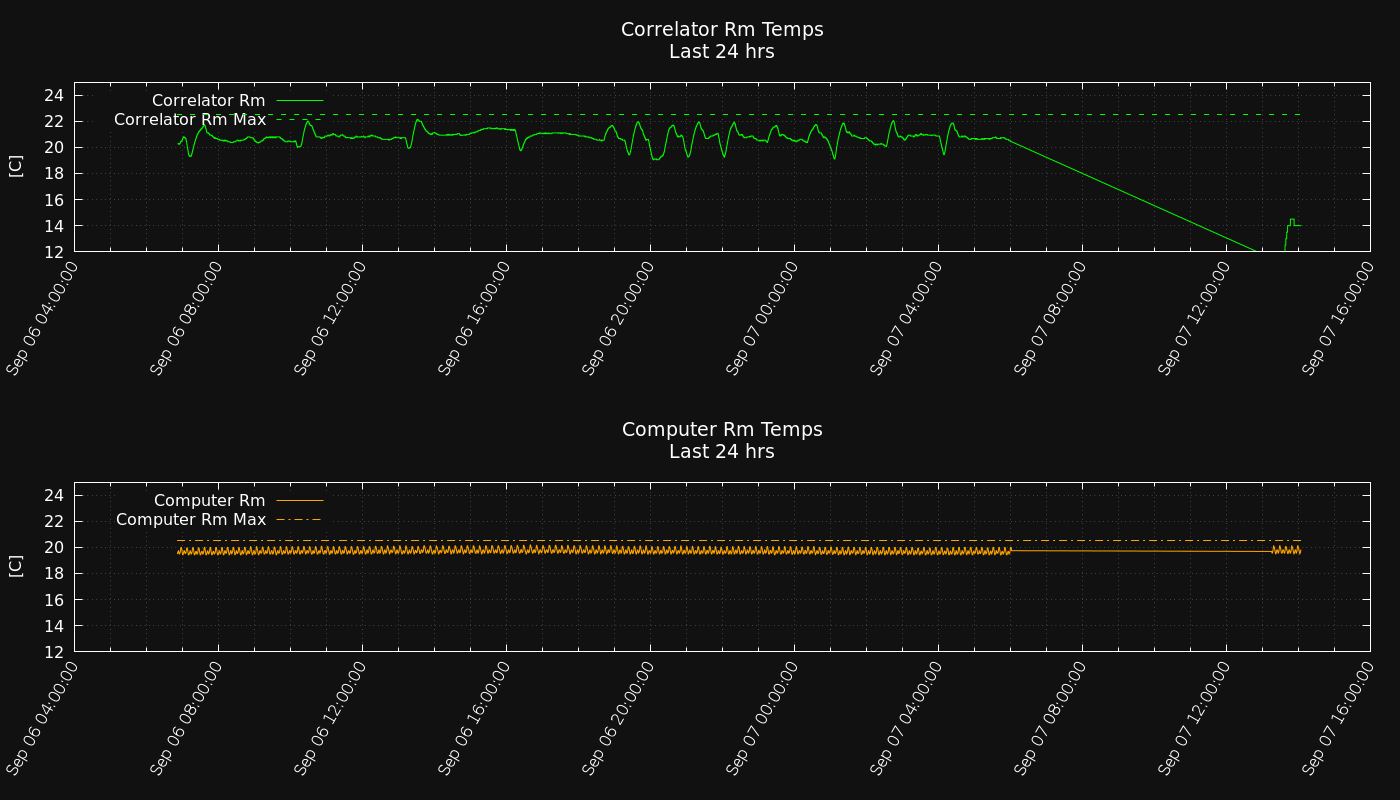 Correlator Rm Temps
Last 24 hrs
24
22
20
18
16
14
12
[C]
Correlator Rm
Correlator Rm Max
Sep 06 04:00:00
Sep 06 08:00:00
Sep 06 12:00:00
Sep 06 16:00:00
Sep 06 20:00:00
Sep 07 00:00:00
Sep 07 04:00:00
Sep 07 08:00:00
Sep 07 12:00:00
Sep 07 16:00:00
Computer Rm Temps
Last 24 hrs
24
22
20
18
16
14
12
[C]
Computer Rm
Computer Rm Max
Sep 06 04:00:00
Sep 06 08:00:00
Sep 06 12:00:00
Sep 06 16:00:00
Sep 06 20:00:00
Sep 07 00:00:00
Sep 07 04:00:00
Sep 07 08:00:00
Sep 07 12:00:00
Sep 07 16:00:00